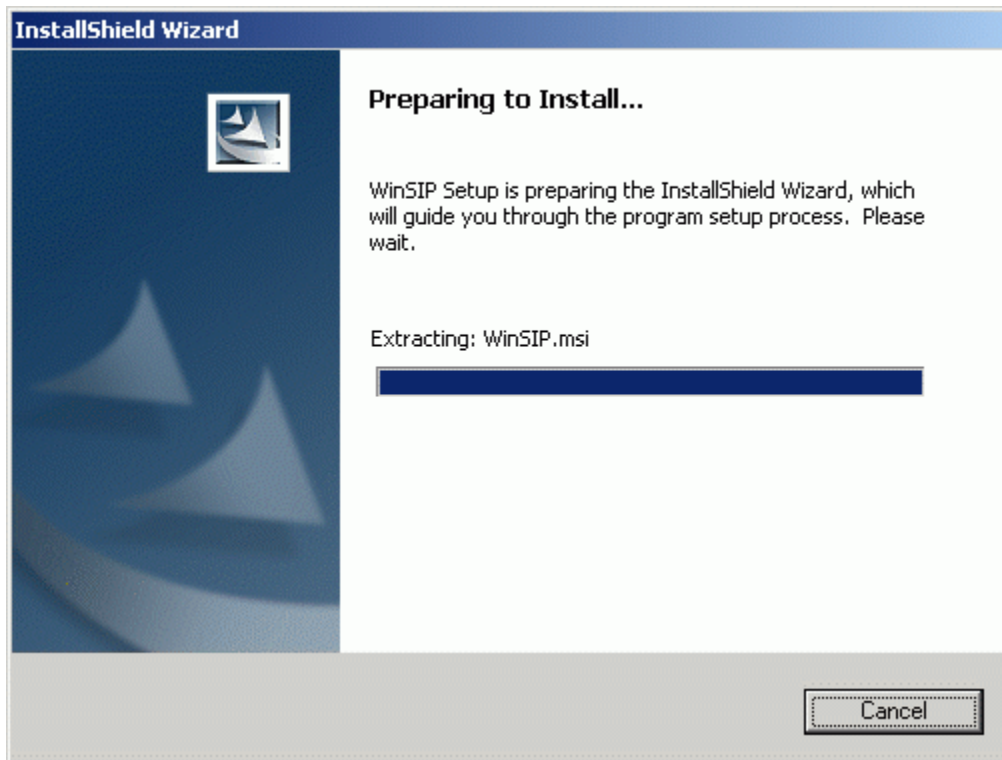 InstallShield Wizard
Preparing to Install...
WinSIP Setup is preparing the InstallShield Wizard, which
will guide you through the program setup process.  Please
wait.
Extracting: WinSIP.msi
Cancel